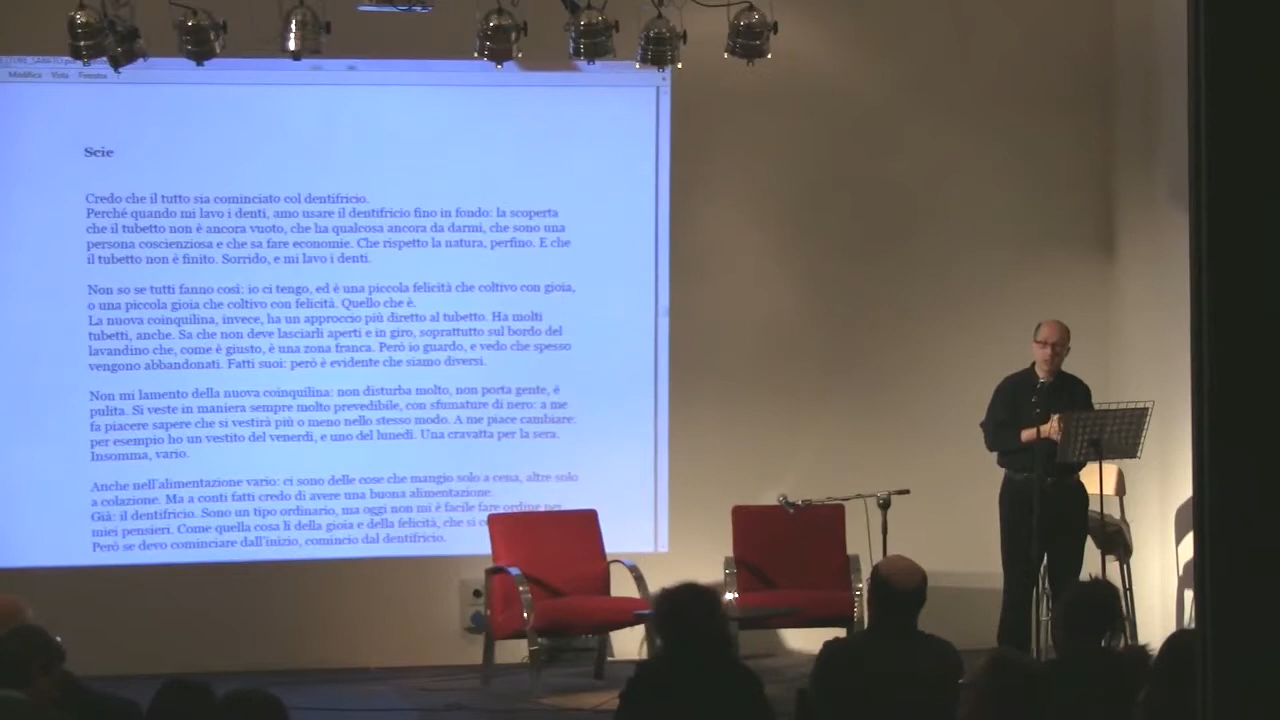 Modifica Vista Finestra
Scie
Credo che il tutto sia cominciato col dentifricio.
Perché quando mi lavo i denti, amo usare il dentifricio fino in fondo: la scoperta
che il tubetto non è ancora vuoto, che ha qualcosa ancora da darmi, che sono una
persona coscienziosa e che sa fare economie. Che rispetto la natura, perfino. E che
il tubetto non è finito. Sorrido, e mi lavo i denti.
Non so se tutti fanno così: io ci tengo, ed è una piccola felicità che coltivo con gioia,
o una piccola gioia che coltivo con felicità. Quello che è.
La nuova coinquilina, invece, ha un approccio più diretto al tubetto. Ha molti
tubetti, anche. Sa che non deve lasciarli aperti e in giro, soprattutto sul bordo del
lavandino che, come è giusto, è una zona franca. Però io guardo, e vedo che spesso
vengono abbandonati. Fatti suoi: però è evidente che siamo diversi.
Non mi lamento della nuova coinquilina: non disturba molto, non porta gente, è
pulita. Si veste in maniera sempre molto prevedibile, con sfumature di nero: a me
fa piacere sapere che si vestirà più o meno nello stesso modo. A me piace cambiare:
per esempio ho un vestito del venerdì, e uno del lunedì. Una cravatta per la sera.
Insomma, vario.
Anche nell'alimentazione vario: ci sono delle cose che mangio solo a cena, altre solo
a colazione. Ma a conti fatti credo di avere una buona alimentazione.
Già: il dentifricio. Sono un tipo ordinario, ma oggi non mi è facile fare ordine
miei pensieri. Come quella cosa lì della gioia e della felicità, che si
Però se devo cominciare dall'inizio, comincio dal dentifricio.